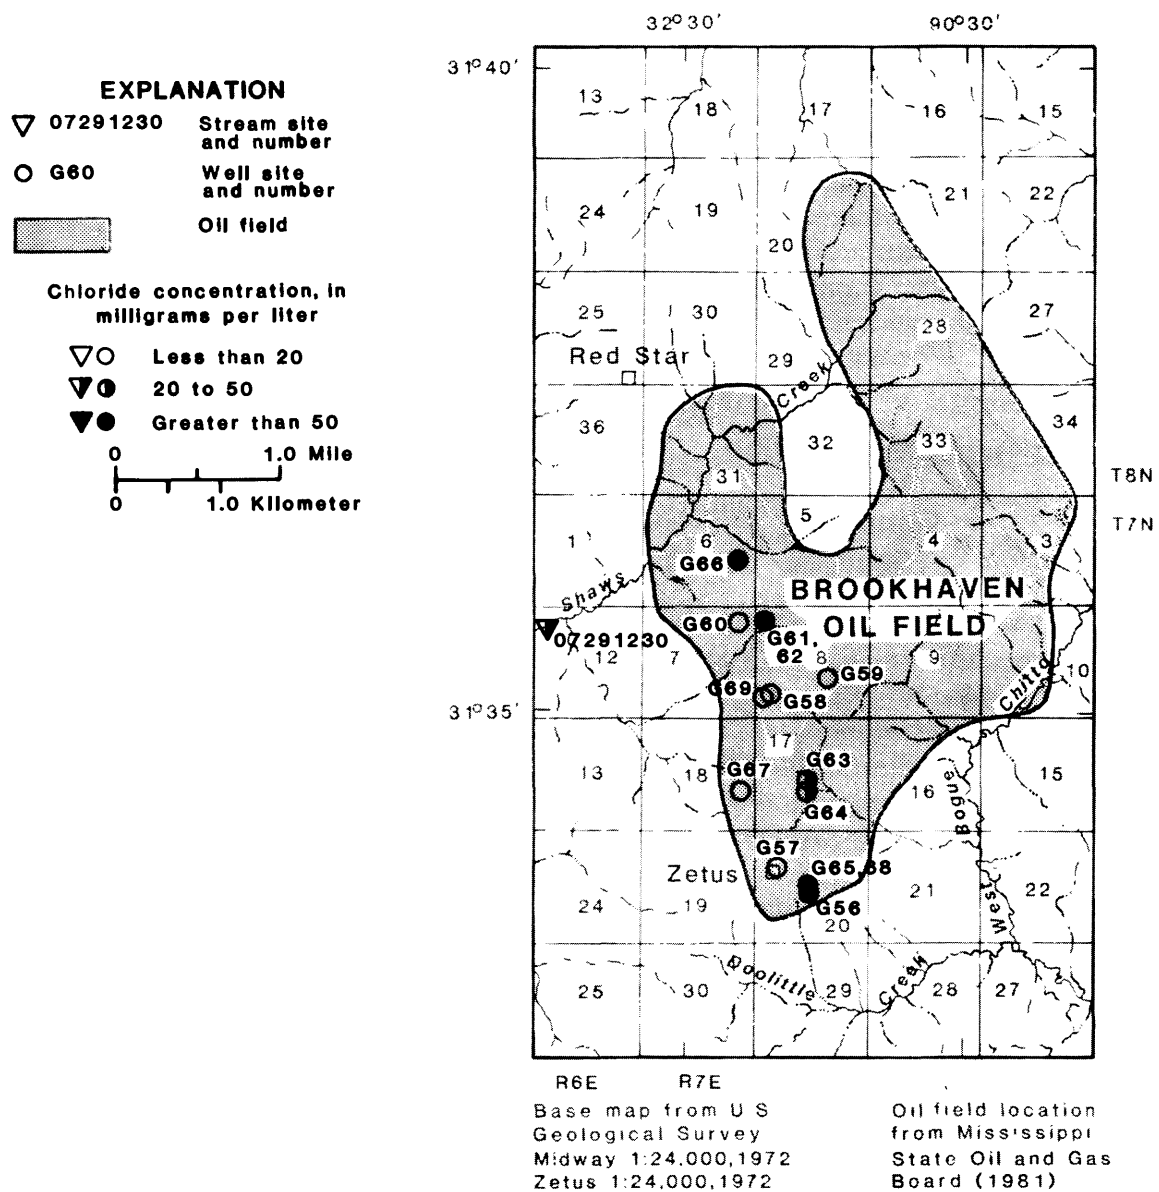 32° 30'
90° 30'
31° 40'
EXPLANATION
07291230 Stream site
and number
G60 Well site
and number
Oil field
Chloride concentration, in
milligrams per liter
Less than 20
20 to 50
Greater than 50
0 1.0 Mile
0 1.0 Kilometer
13 18 17 16 15
24 19 20 21 22
25 30 29 28 27
Red Star
Creek
36 31 32 33 34
T8N
T7N
1 6 5 4 3
G66
Shaws
BROOKHAVEN
OIL FIELD
07291230
G60
G61,
62
12 7 8 9 10
G59
G69
G58
Chitto
31° 35'
13 18 17 16 15
G67
G63
G64
Bogue
G57
Zetus
G65,68
G56
24 19 20 21 22
West
Doolittle
Creek
25 30 29 28 27
R6E R7E
Base map from U S
Geological Survey
Midway 1:24,000,1972
Zetus 1:24,000,1972
Oil field location
from Mississippi
State Oil and Gas
Board (1981)